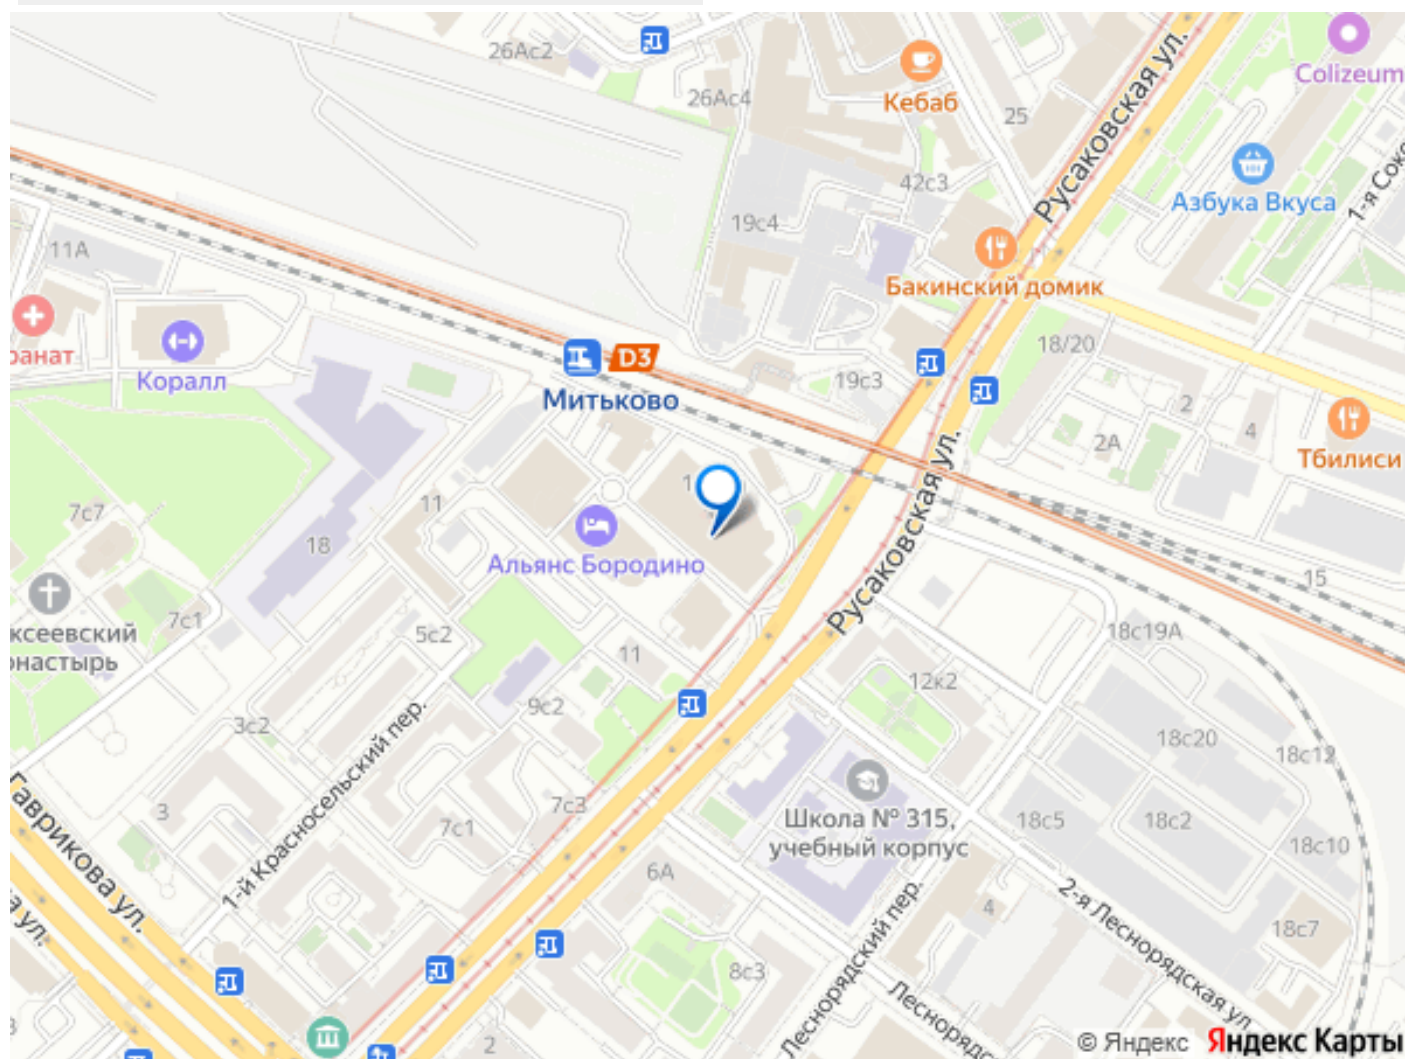 26Ас2
26Ас4
Кебаб
25
Русаковская ул.
Colizeum
42с3
Азбука Вкуса
19с4
11А
Бакинский домик
18/20
Коралл
D3
Митьково
19с3
2
4
2А
Тбилиси
7с7
11
18
Альянс Бородино
Русаковская ул.
15
7с1
5с2
18с19А
11
12к2
9с2
3с2
18с20
18с12
1-й Красносельский пер.
3
7с3
7с1
Школа № 315,
учебный корпус
18с5
18с2
18с10
Гаврикова ул.
6А
4
2-я Леснорядская ул.
18с7
Леснорядский пер.
8с3
2
© Яндекс Яндекс Карты